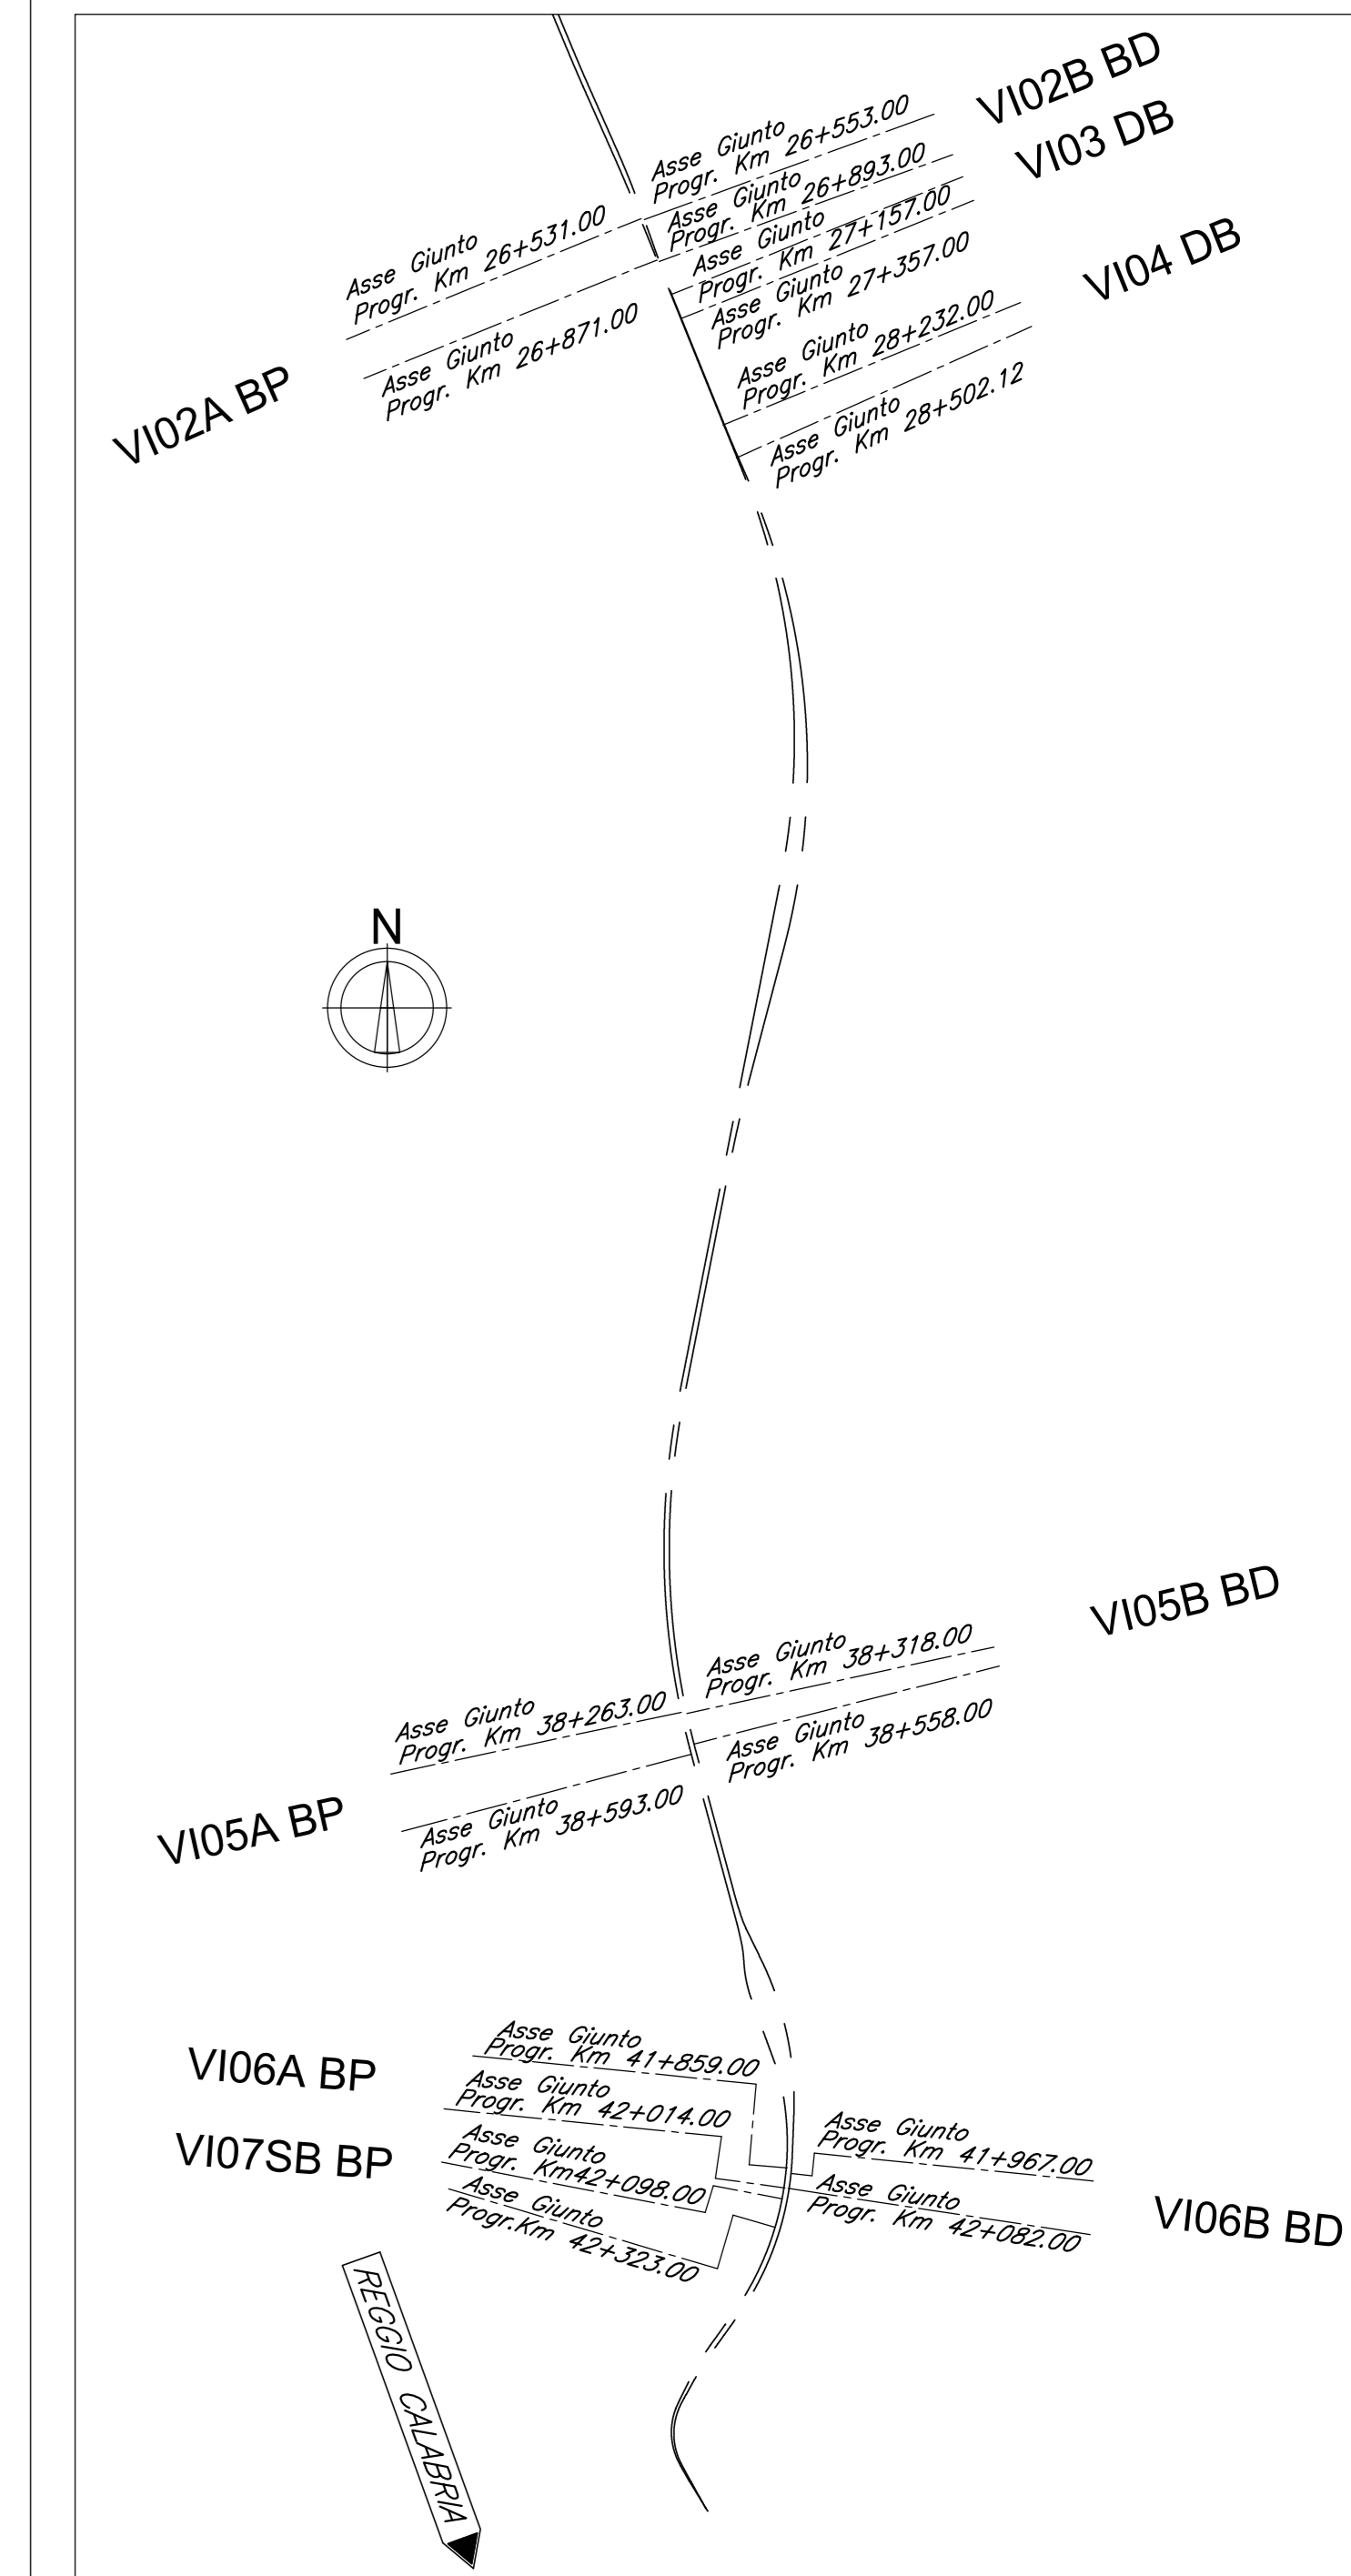 VI02B BD
VI03 DB
VI04 DB
Asse Giunto
Progr. Km 26+553.00
Asse Giunto
Progr. Km 26+893.00
Asse Giunto
Progr. Km 27+157.00
Asse Giunto
Progr. Km 27+357.00
Asse Giunto
Progr. Km 28+232.00
Asse Giunto
Progr. Km 28+502.12
Asse Giunto
Progr. Km 26+531.00
Asse Giunto
Progr. Km 26+871.00
VI02A BP
N
VI05B BD
Asse Giunto
Progr. Km 38+318.00
Asse Giunto
Progr. Km 38+558.00
Asse Giunto
Progr. Km 38+263.00
Asse Giunto
Progr. Km 38+593.00
VI05A BP
VI06A BP
VI07SB BP
Asse Giunto
Progr. Km 41+859.00
Asse Giunto
Progr. Km 42+014.00
Asse Giunto
Progr. Km42+098.00
Asse Giunto
Progr.Km 42+323.00
Asse Giunto
Progr. Km 41+967.00
Asse Giunto
Progr. Km 42+082.00
VI06B BD
REGGIO CALABRIA